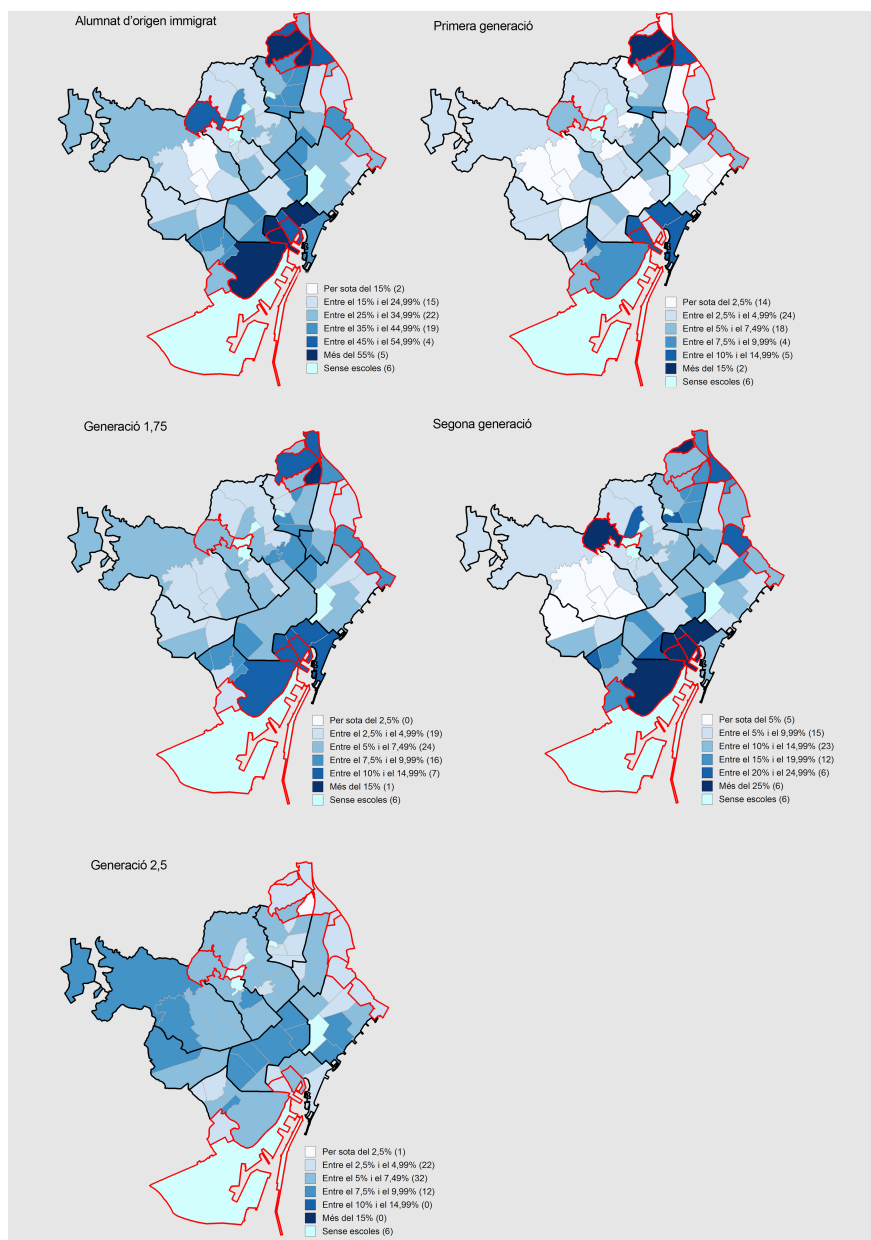 Alumnat d'origen immigrat
Per sota del 15% (2)
Entre el 15% i el 24,99% (15)
Entre el 25% i el 34,99% (22)
Entre el 35% i el 44,99% (19)
Entre el 45% i el 54,99% (4)
Més del 55% (5)
Sense escoles (6)
Primera generació
Per sota del 2,5% (14)
Entre el 2,5% i el 4,99% (24)
Entre el 5% i el 7,49% (18)
Entre el 7,5% i el 9,99% (4)
Entre el 10% i el 14,99% (5)
Més del 15% (2)
Sense escoles (6)
Generació 1,75
Per sota del 2,5% (0)
Entre el 2,5% i el 4,99% (19)
Entre el 5% i el 7,49% (24)
Entre el 7,5% i el 9,99% (16)
Entre el 10% i el 14,99% (7)
Més del 15% (1)
Sense escoles (6)
Segona generació
Per sota del 5% (5)
Entre el 5% i el 9,99% (15)
Entre el 10% i el 14,99% (23)
Entre el 15% i el 19,99% (12)
Entre el 20% i el 24,99% (6)
Més del 25% (6)
Sense escoles (6)
Generació 2,5
Per sota del 2,5% (1)
Entre el 2,5% i el 4,99% (22)
Entre el 5% i el 7,49% (32)
Entre el 7,5% i el 9,99% (12)
Entre el 10% i el 14,99% (0)
Més del 15% (0)
Sense escoles (6)